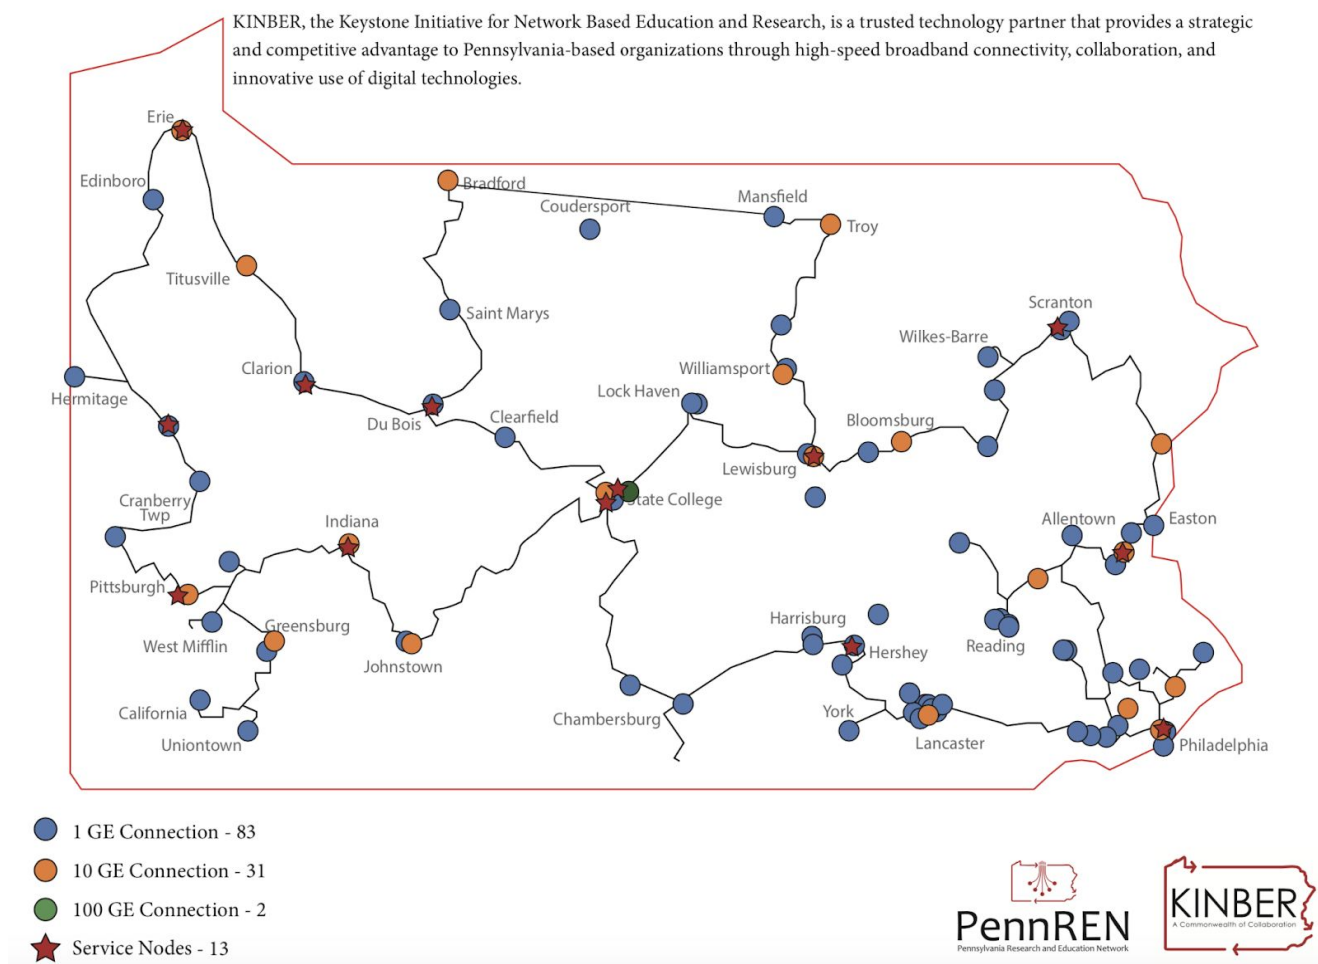 KINBER, the Keystone Initiative for Network Based Education and Research, is a trusted technology partner that provides a strategic
and competitive advantage to Pennsylvania-based organizations through high-speed broadband connectivity, collaboration, and
innovative use of digital technologies.
Erie
Edinboro
Bradford
Mansfield
Coudersport
Troy
Titusville
Saint Marys
Scranton
Wilkes-Barre
Clarion
Williamsport
Hermitage
Lock Haven
Du Bois
Clearfield
Bloomsburg
Lewisburg
Cranberry
Twp
State College
Indiana
Allentown
Easton
Pittsburgh
West Mifflin
Greensburg
Johnstown
Harrisburg
Hershey
Reading
California
Uniontown
Chambersburg
York
Lancaster
Philadelphia
1 GE Connection - 83
10 GE Connection - 31
100 GE Connection - 2
Service Nodes - 13
PennREN
Pennsylvania Research and Education Network
KINBER
A Commonwealth of Collaboration